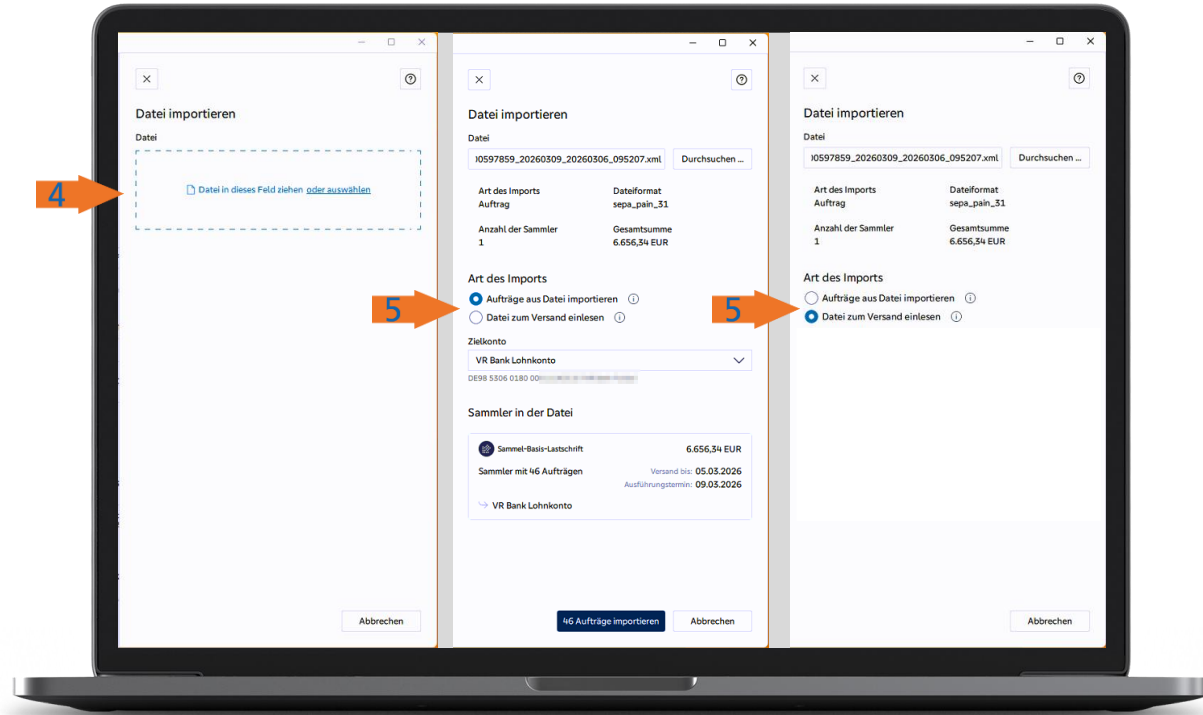 Datei importieren
Datei
4
Datei in dieses Feld ziehen oder auswählen
Abbrechen
Datei importieren
Datei
)0597859_20260309_20260306_095207.xml Durchsuchen ...
Art des Imports Dateiformat
Auftrag sepa_pain_31
Anzahl der Sammler Gesamtsumme
1 6.656,34 EUR
Art des Imports
5
Aufträge aus Datei importieren
Datei zum Versand einlesen
Zielkonto
VR Bank Lohnkonto
DE98 5306 0180 00
Sammler in der Datei
Sammel-Basis-Lastschrift 6.656,34 EUR
Sammler mit 46 Aufträgen Versand bis: 05.03.2026
Ausführungstermin: 09.03.2026
VR Bank Lohnkonto
46 Aufträge importieren Abbrechen
Datei importieren
Datei
)0597859_20260309_20260306_095207.xml Durchsuchen ...
Art des Imports Dateiformat
Auftrag sepa_pain_31
Anzahl der Sammler Gesamtsumme
1 6.656,34 EUR
Art des Imports
5
Aufträge aus Datei importieren
Datei zum Versand einlesen
Abbrechen